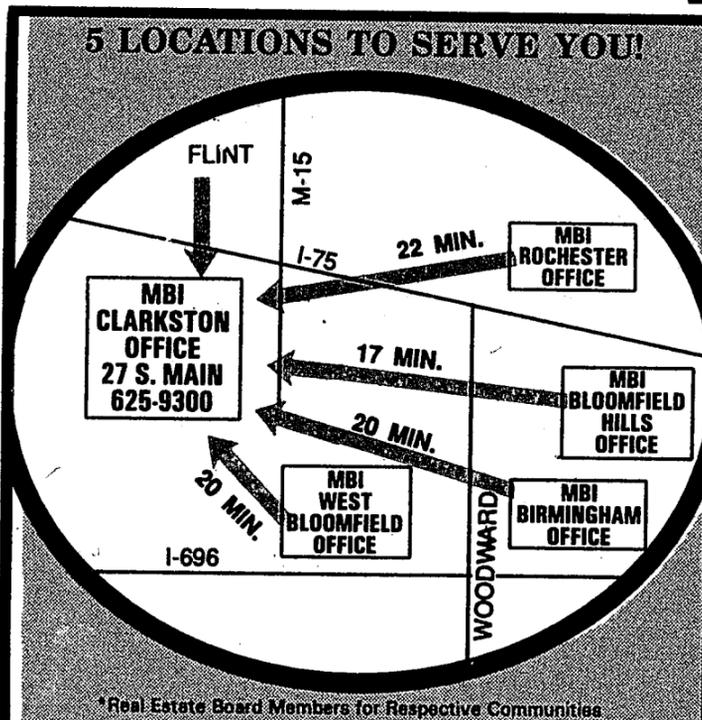 5 LOCATIONS TO SERVE YOU!
FLINT
M-15
I-75
22 MIN.
MBI
ROCHESTER
OFFICE
MBI
CLARKSTON
OFFICE
27 S. MAIN
625-9300
17 MIN.
MBI
BLOOMFIELD
HILLS
OFFICE
20 MIN.
20 MIN.
MBI
WEST
BLOOMFIELD
OFFICE
MBI
BIRMINGHAM
OFFICE
I-696
WOODWARD
*Real Estate Board Members for Respective Communities